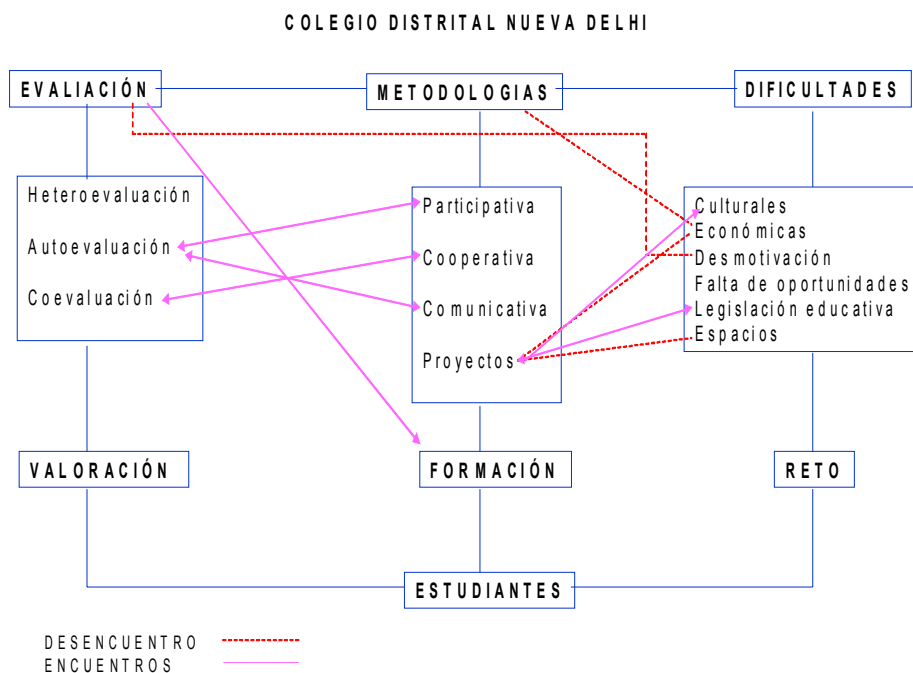 COLEGIO DISTRITAL NUEVA DELHI
EVALIACIÓN
METODOLOGIAS
DIFICULTADES
Heteroevaluación
Autoevaluación
Coevaluación
Participativa
Cooperativa
Comunicativa
Proyectos
Culturales
Económicas
Desmotivación
Falta de oportunidades
Legislación educativa
Espacios
VALORACIÓN
FORMACIÓN
RETO
ESTUDIANTES
DESENCUENTRO
ENCUENTROS